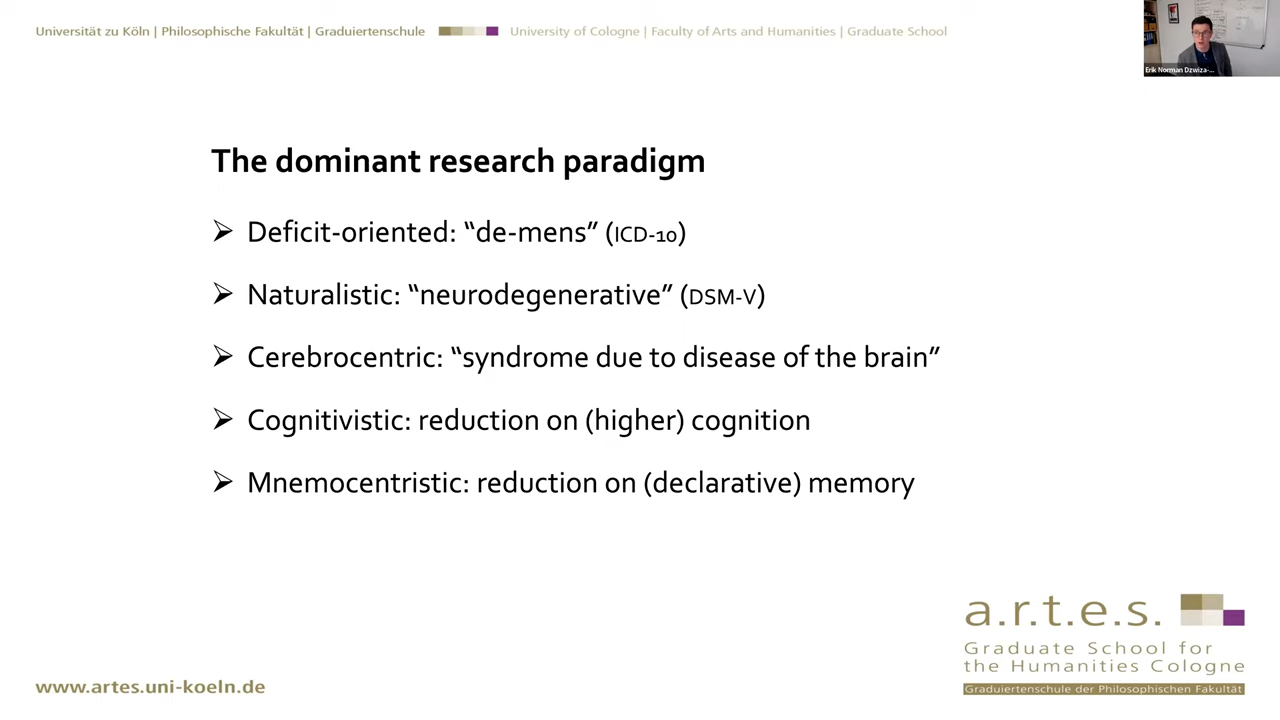 Universität zu Köln | Philosophische Fakultät | Graduiertenschule University of Cologne | Faculty of Arts and Humanities | Graduate School
Erik Norman Dzwiza-...
The dominant research paradigm
➢ Deficit-oriented: “de-mens” (ICD-10)
➢ Naturalistic: “neurodegenerative” (DSM-V)
➢ Cerebrocentric: “syndrome due to disease of the brain”
➢ Cognitivistic: reduction on (higher) cognition
➢ Mnemocentristic: reduction on (declarative) memory
a.r.t.e.s.
Graduate School for
the Humanities Cologne
Graduiertenschule der Philosophischen Fakultät
www.artes.uni-koeln.de